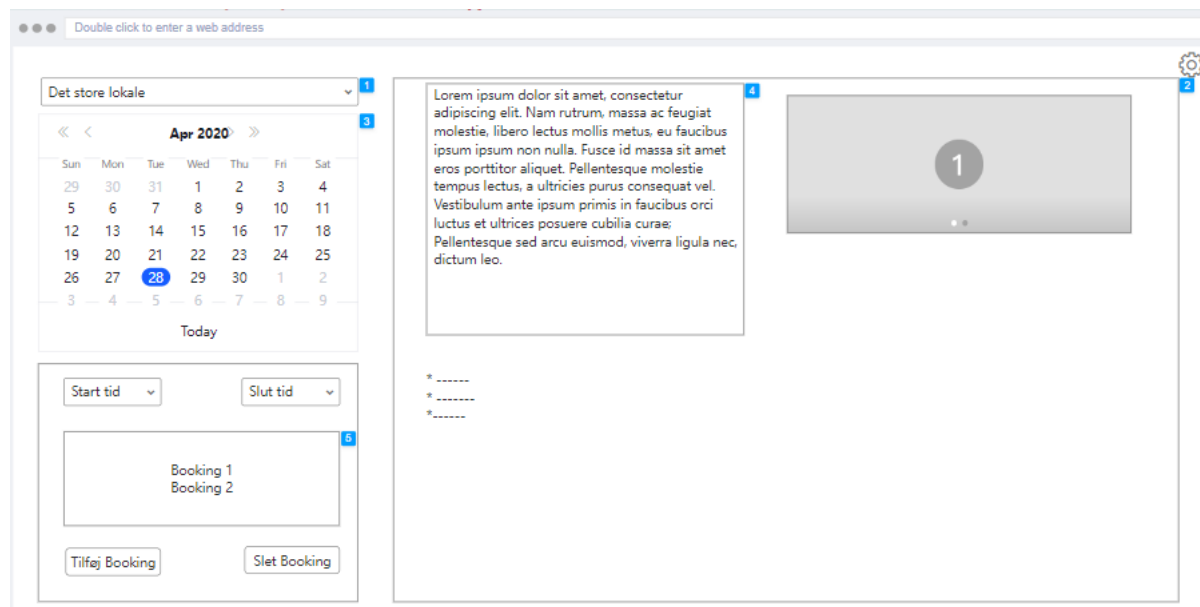 Double click to enter a web address
Det store lokale
1
2
3
Apr 2020
Sun Mon Tue Wed Thu Fri Sat
29 30 31 1 2 3 4
5 6 7 8 9 10 11
12 13 14 15 16 17 18
19 20 21 22 23 24 25
26 27 28 29 30 1 2
3 4 5 6 7 8 9
Today
Start tid
Slut tid
5
Booking 1
Booking 2
Tilføj Booking
Slet Booking
4
Lorem ipsum dolor sit amet, consectetur
adipiscing elit. Nam rutrum, massa ac feugiat
molestie, libero lectus mollis metus, eu faucibus
ipsum ipsum non nulla. Fusce id massa sit amet
eros porttitor aliquet. Pellentesque molestie
tempus lectus, a ultricies purus consequat vel.
Vestibulum ante ipsum primis in faucibus orci
luctus et ultrices posuere cubilia curae;
Pellentesque sed arcu euismod, viverra ligula nec,
dictum leo.
1
* ------
* -------
*------